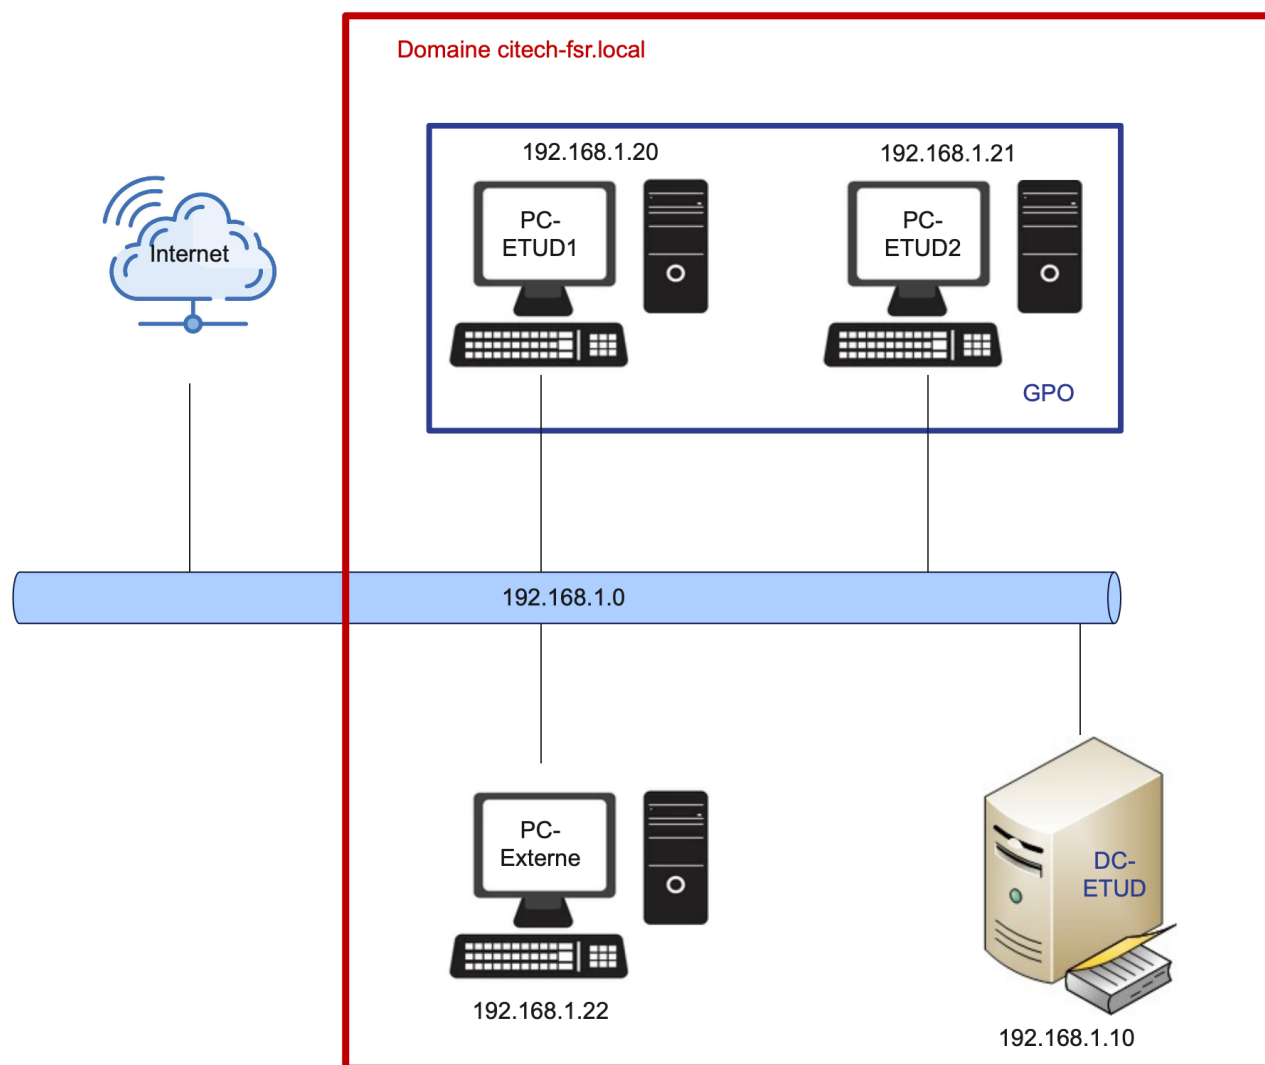 Domaine citech-fsr.local
192.168.1.20
192.168.1.21
PC-
ETUD1
PC-
ETUD2
Internet
GPO
192.168.1.0
PC-
Externe
DC-
ETUD
192.168.1.22
192.168.1.10